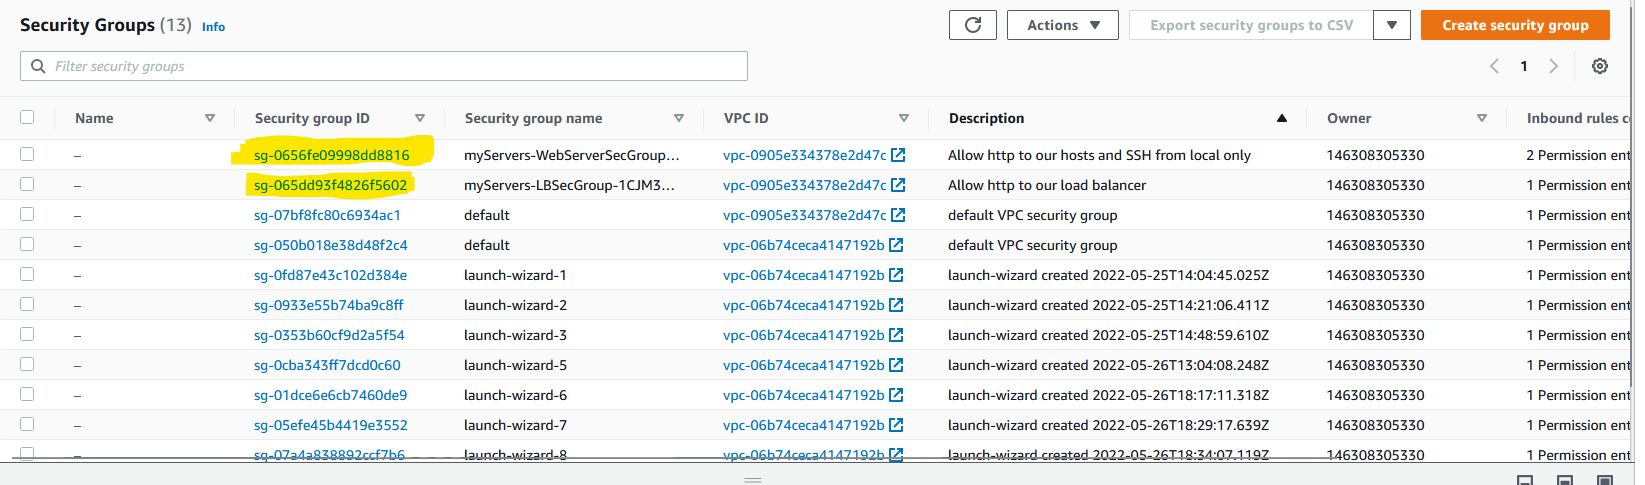 Security Groups (13) Info Actions Export security groups to CSV Create security group
Filter security groups 1
Name Security group ID Security group name VPC ID Description Owner Inbound rules c
– sg-0656fe09998dd8816 myServers-WebServerSecGroup... vpc-0905e334378e2d47c Allow http to our hosts and SSH from local only 146308305330 2 Permission ent
– sg-065dd93f4826f5602 myServers-LBSecGroup-1CJM3... vpc-0905e334378e2d47c Allow http to our load balancer 146308305330 1 Permission ent
– sg-07bf8fc80c6934ac1 default vpc-0905e334378e2d47c default VPC security group 146308305330 1 Permission ent
– sg-050b018e38d48f2c4 default vpc-06b74ceca4147192b default VPC security group 146308305330 1 Permission ent
– sg-0fd87e43c102d384e launch-wizard-1 vpc-06b74ceca4147192b launch-wizard created 2022-05-25T14:04:45.025Z 146308305330 1 Permission ent
– sg-0933e55b74ba9c8ff launch-wizard-2 vpc-06b74ceca4147192b launch-wizard created 2022-05-25T14:21:06.411Z 146308305330 1 Permission ent
– sg-0353b60cf9d2a5f54 launch-wizard-3 vpc-06b74ceca4147192b launch-wizard created 2022-05-25T14:48:59.610Z 146308305330 1 Permission ent
– sg-0cba343ff7dcd0c60 launch-wizard-5 vpc-06b74ceca4147192b launch-wizard created 2022-05-26T13:04:08.248Z 146308305330 1 Permission ent
– sg-01dce6e6cb7460de9 launch-wizard-6 vpc-06b74ceca4147192b launch-wizard created 2022-05-26T18:17:11.318Z 146308305330 1 Permission ent
– sg-05efe45b4419e3552 launch-wizard-7 vpc-06b74ceca4147192b launch-wizard created 2022-05-26T18:29:17.639Z 146308305330 1 Permission ent
– sg-07a4a838892ccf7b6 launch-wizard-8 vpc-06b74ceca4147192b launch-wizard created 2022-05-26T18:34:07.119Z 146308305330 1 Permission ent